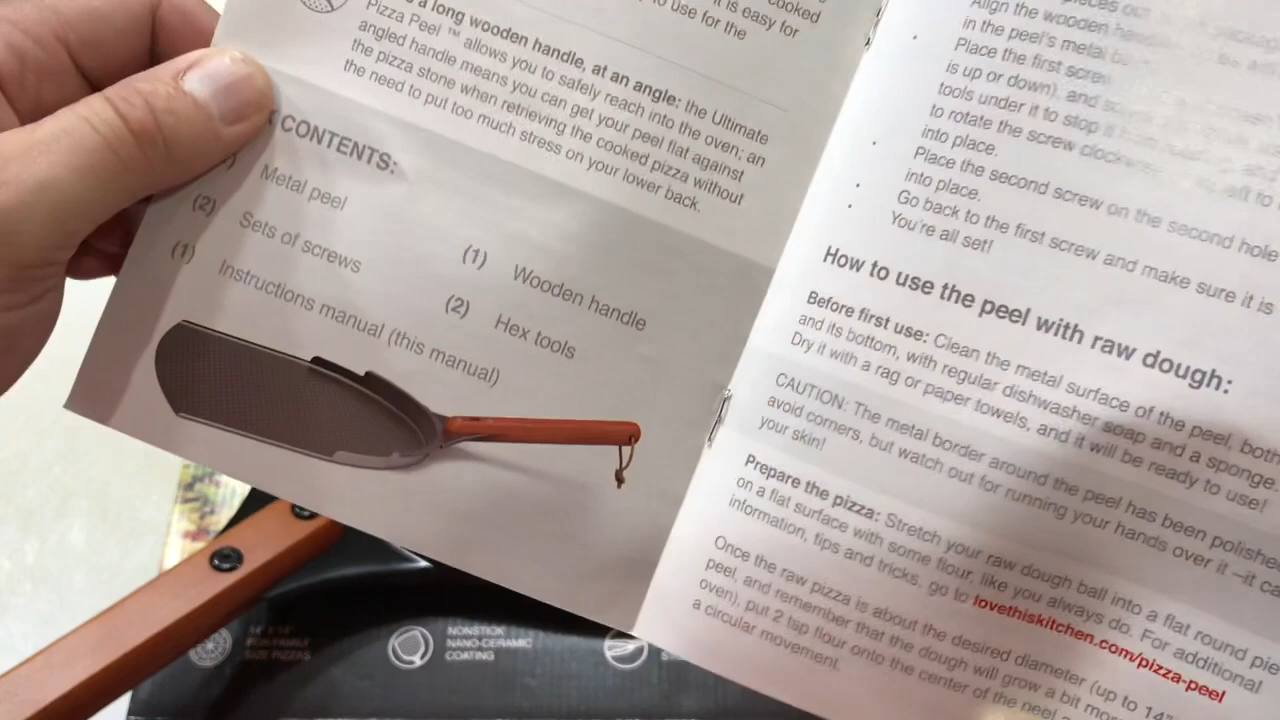 cooked
It is easy for
to use for the
a long wooden handle, at an angle: the Ultimate
Pizza Peel ™ allows you to safely reach into the oven; an
angled handle means you can get your peel flat against
the pizza stone when retrieving the cooked pizza without
the need to put too much stress on your lower back.
CONTENTS:
Metal peel
(2) Sets of screws
(1) Instructions manual (this manual)
(1) Wooden handle
(2) Hex tools
NONSTICK
NANO-CERAMIC
COATING
Align the wooden
in the peel's metal
Place the first
is up or down), and
tools under it to stop it
to rotate the screw
into place.
Place the second screw on the second hole
into place.
Go back to the first screw and make sure it is
You're all set!
How to use the peel with raw dough:
Before first use: Clean the metal surface of the peel, both
and its bottom, with regular dishwasher soap and a sponge.
Dry it with a rag or paper towels, and it will be ready to use!
CAUTION: The metal border around the peel has been polishe
avoid corners, but watch out for running your hands over it –it ca
your skin!
Prepare the pizza: Stretch your raw dough ball into a flat round pie
on a flat surface with some flour, like you always do. For additional
information, tips and tricks, go to lovethiskitchen.com/pizza-peel
Once the raw pizza is about the desired diameter (up to 14"
peel, and remember that the dough will grow a bit mor
oven), put 2 tsp flour onto the center of the peel
a circular movement.